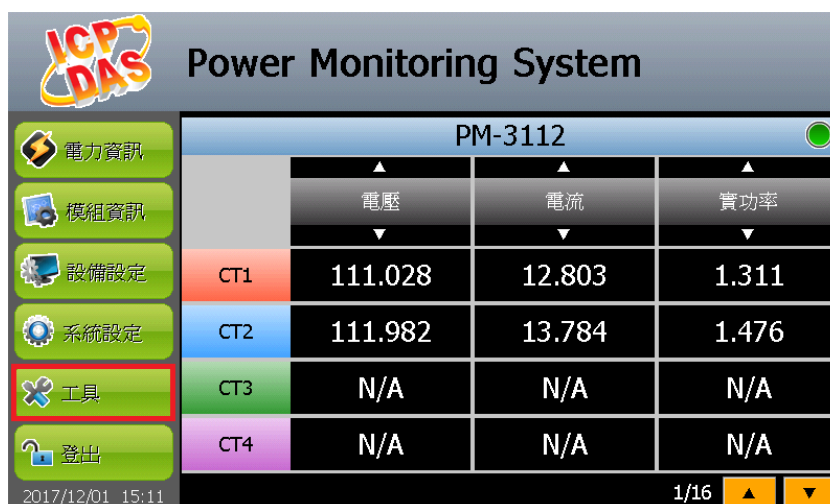 ICP DAS
Power Monitoring System
電力資訊
模組資訊
設備設定
系統設定
工具
登出
2017/12/01 15:11
PM-3112
▲ ▲ ▲
電壓 電流 實功率
▼ ▼ ▼
CT1 111.028 12.803 1.311
CT2 111.982 13.784 1.476
CT3 N/A N/A N/A
CT4 N/A N/A N/A
1/16 ▲ ▼